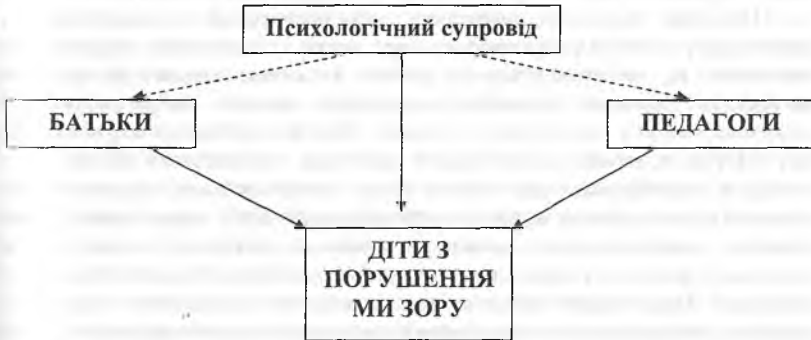 Психологічний супровід
БАТЬКИ
ПЕДАГОГИ
ДІТИ З
ПОРУШЕННЯ
МИ ЗОРУ